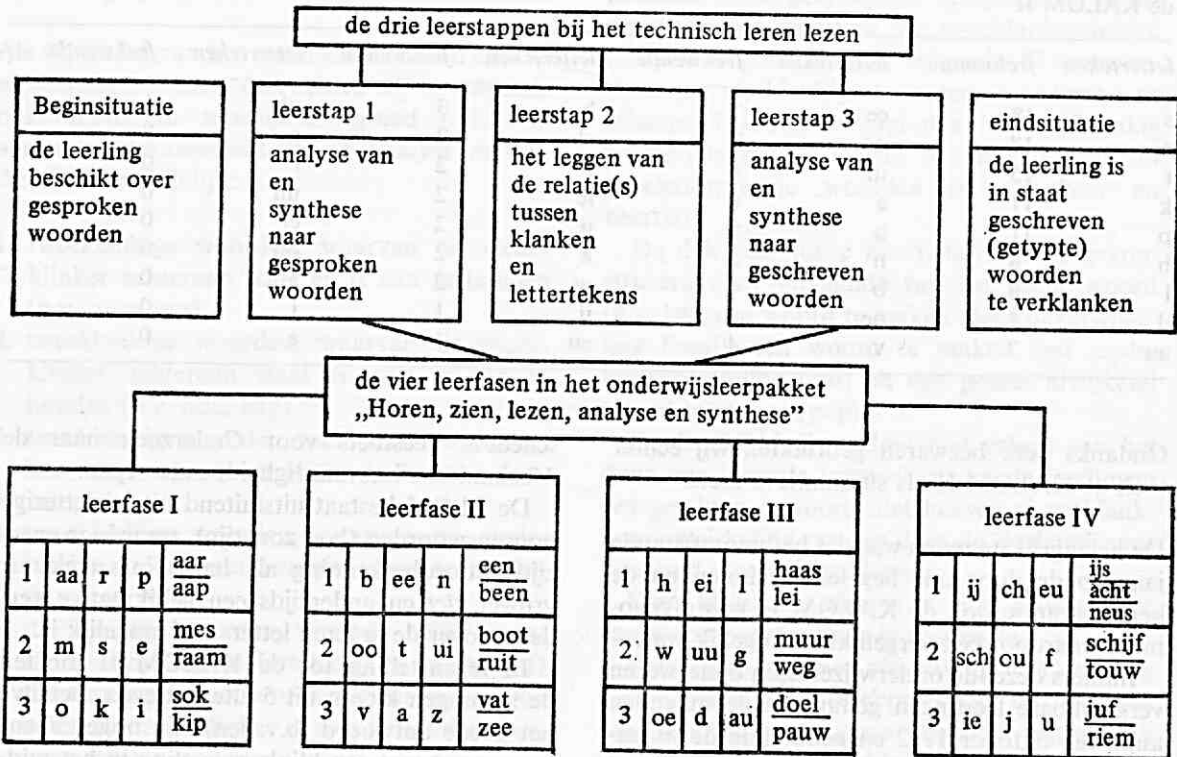 de KALUM II
de drie leerstappen bij het technisch leren lezen
Beginsituatie
de leerling
beschikt over
gesproken
woorden
leerstap 1
analyse van
en
synthese
naar
gesproken
woorden
leerstap 2
het leggen van
de relatie(s)
tussen
klanken
en
lettertekens
leerstap 3
analyse van
en
synthese
naar
geschreven
woorden
eindsituatie
de leerling is
in staat
geschreven
(getypte)
woorden
te verklanken
de vier leerfasen in het onderwijsleerpakket
„Horen, zien, lezen, analyse en synthese”
leerfase I
1 aa r p aar
aap
2 m s e mes
raam
3 o k i sok
kip
leerfase II
1 b ee n een
been
2 oo t ui boot
ruit
3 v a z vat
zee
leerfase III
1 h ei l haas
lei
2 w uu g muur
weg
3 oe d au doel
pauw
leerfase IV
1 ij ch eu ijs
acht
neus
2 sch ou f schijf
touw
3 ie j u juf
riem